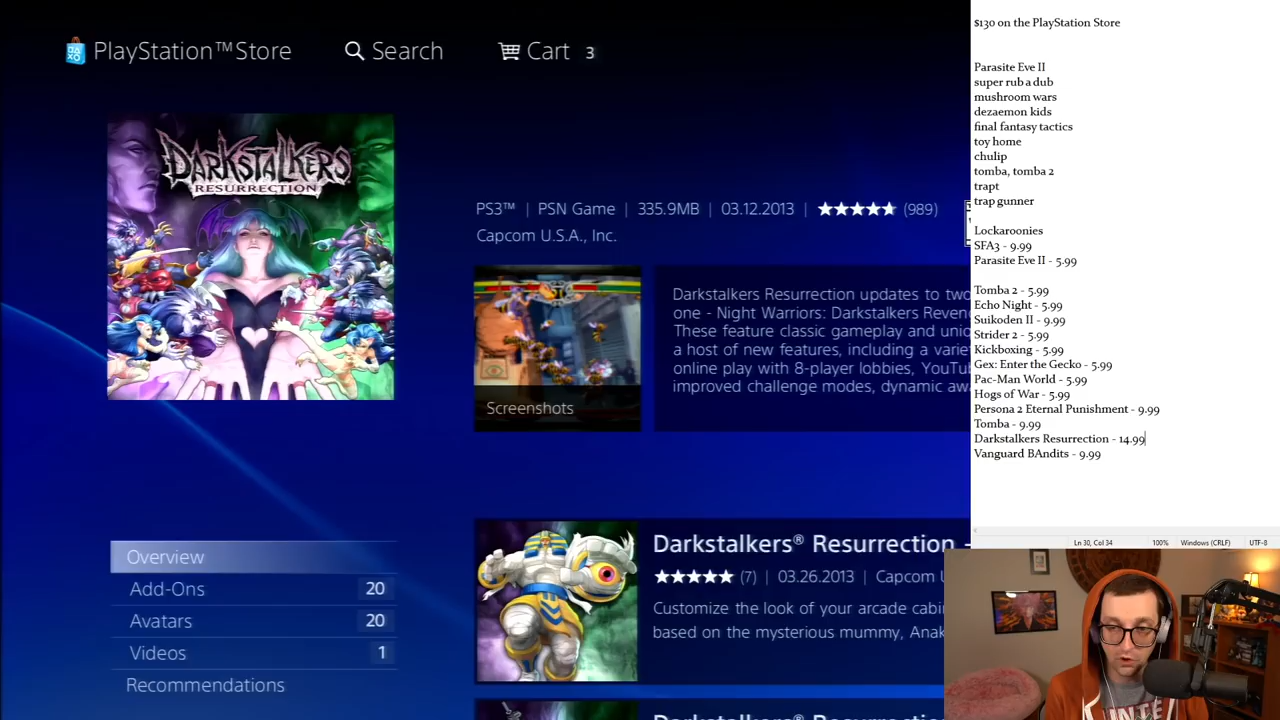 PlayStation™Store
Search
Cart 3
DARKSTALKERS
RESURRECTION
PS3™ | PSN Game | 335.9MB | 03.12.2013 | (989)
Capcom U.S.A., Inc.
Screenshots
Darkstalkers Resurrection updates to two
one - Night Warriors: Darkstalkers Reven
These feature classic gameplay and uniq
a host of new features, including a varie
online play with 8-player lobbies, YouTu
improved challenge modes, dynamic aw
Overview
Add-Ons 20
Avatars 20
Videos 1
Recommendations
Darkstalkers® Resurrection -
(7) | 03.26.2013 | Capcom U
Customize the look of your arcade cabin
based on the mysterious mummy, Anak
Darkstalkers® Resurrection
$130 on the PlayStation Store
Parasite Eve II
super rub a dub
mushroom wars
dezaemon kids
final fantasy tactics
toy home
chulip
tomba, tomba 2
trapt
trap gunner
Lockaroonies
SFA3 - 9.99
Parasite Eve II - 5.99
Tomba 2 - 5.99
Echo Night - 5.99
Suikoden II - 9.99
Strider 2 - 5.99
Kickboxing - 5.99
Gex: Enter the Gecko - 5.99
Pac-Man World - 5.99
Hogs of War - 5.99
Persona 2 Eternal Punishment - 9.99
Tomba - 9.99
Darkstalkers Resurrection - 14.99
Vanguard BAndits - 9.99
Ln 30, Col 34 100% Windows (CRLF) UTF-8